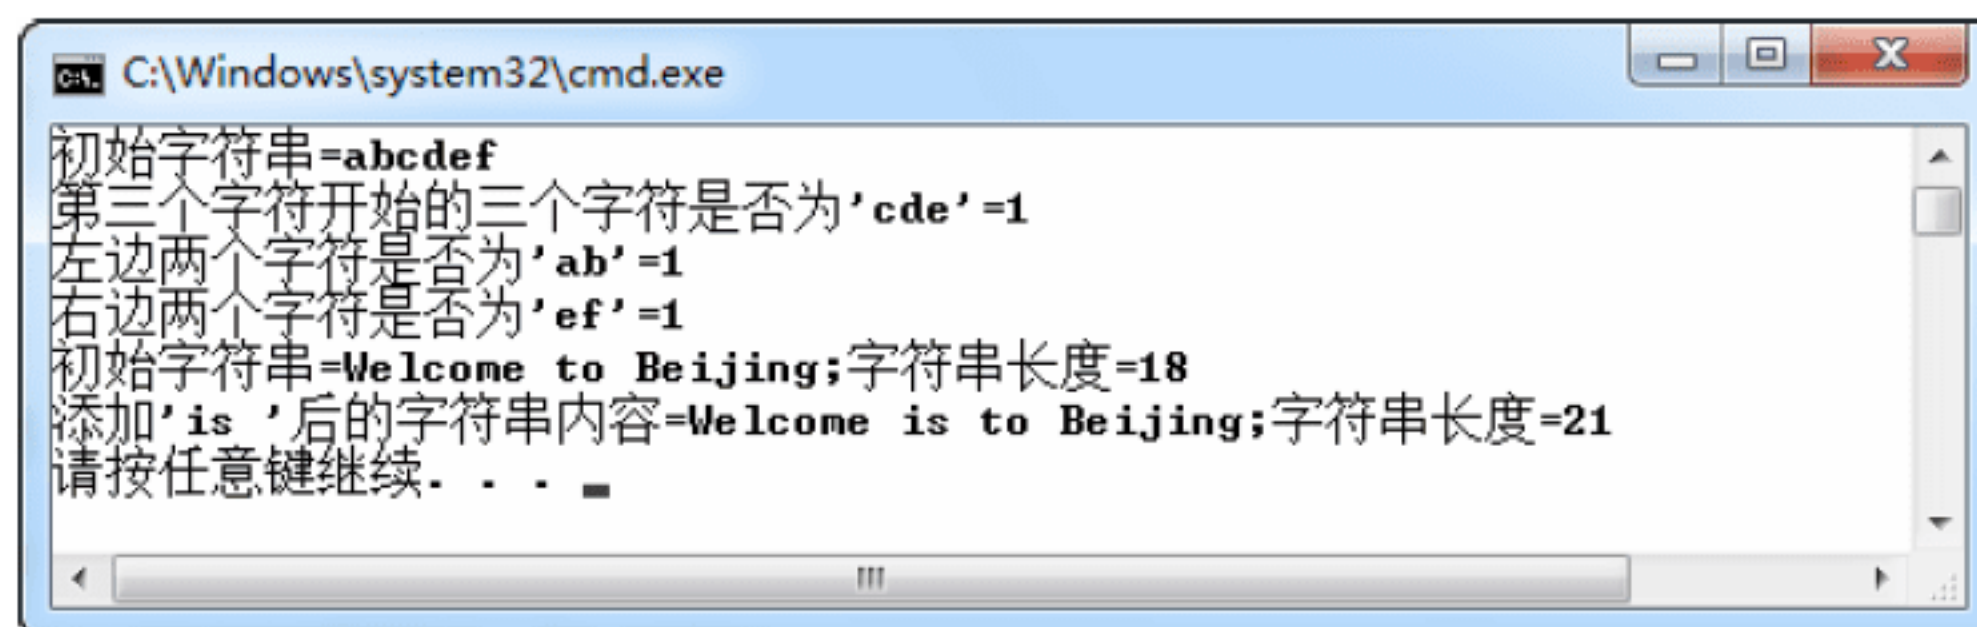 C:\Windows\system32\cmd.exe
初始字符串=abcdef
第三个字符开始的三个字符是否为'cde'=1
左边两个字符是否为'ab'=1
右边两个字符是否为'ef'=1
初始字符串=Welcome to Beijing;字符串长度=18
添加'is '后的字符串内容=Welcome is to Beijing;字符串长度=21
请按任意键继续. . .